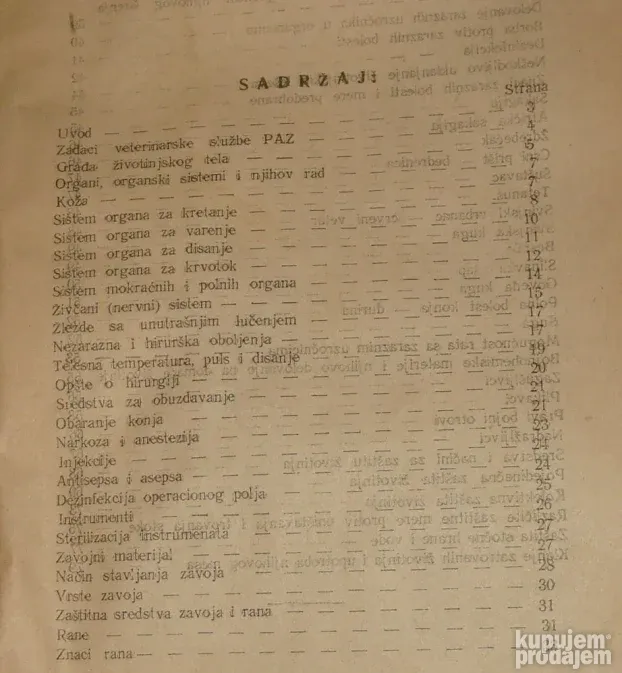 SADRŽAJ:
Strana
Uvod — 3
Zadaci veterinarske službe PAZ — 4
Građa životinjskog tela — 5
Organi, organski sistemi i njihov rad — 7
Koža — 7
Sistem organa za kretanje — 8
Sistem organa za varenje — 10
Sistem organa za disanje — 11
Sistem organa za krvotok — 12
Sistem mokraćnih i polnih organa — 14
Živčani (nervni) sistem — 15
Žlezde sa unutrašnjim lučenjem — 17
Nezarazna i hirurška oboljenja — 17
Telesna temperatura, puls i disanje — 19
Opšte o hirurgiji — 20
Sredstva za obuzdavanje — 21
Obaranje konja — 21
Narkoza i anestezija — 23
Injekcije — 24
Antisepsa i asepsa — 24
Dezinfekcija operacionog polja — 25
Instrumenti — 26
Sterilizacija instrumenata — 27
Zavojni materijal — 27
Način stavljanja zavoja — 28
Vrste zavoja — 30
Zaštitna sredstva zavoja i rana — 31
Rane — 31
Znaci rana —
kupujem
prodajem